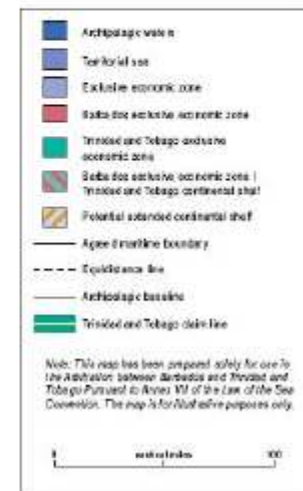 Archipelagic waters
Territorial sea
Exclusive economic zone
Barbados exclusive economic zone
Trinidad and Tobago exclusive
economic zone
Barbados exclusive economic zone /
Trinidad and Tobago continental shelf
Potential extended continental shelf
Agreed maritime boundary
Equidistance line
Archipelagic baseline
Trinidad and Tobago claim line
Note: This map has been prepared solely for use in
the Arbitration between Barbados and Trinidad and
Tobago Pursuant to Annex VII of the Law of the Sea
Convention. The map is for illustrative purposes only.
0 nautical miles 100